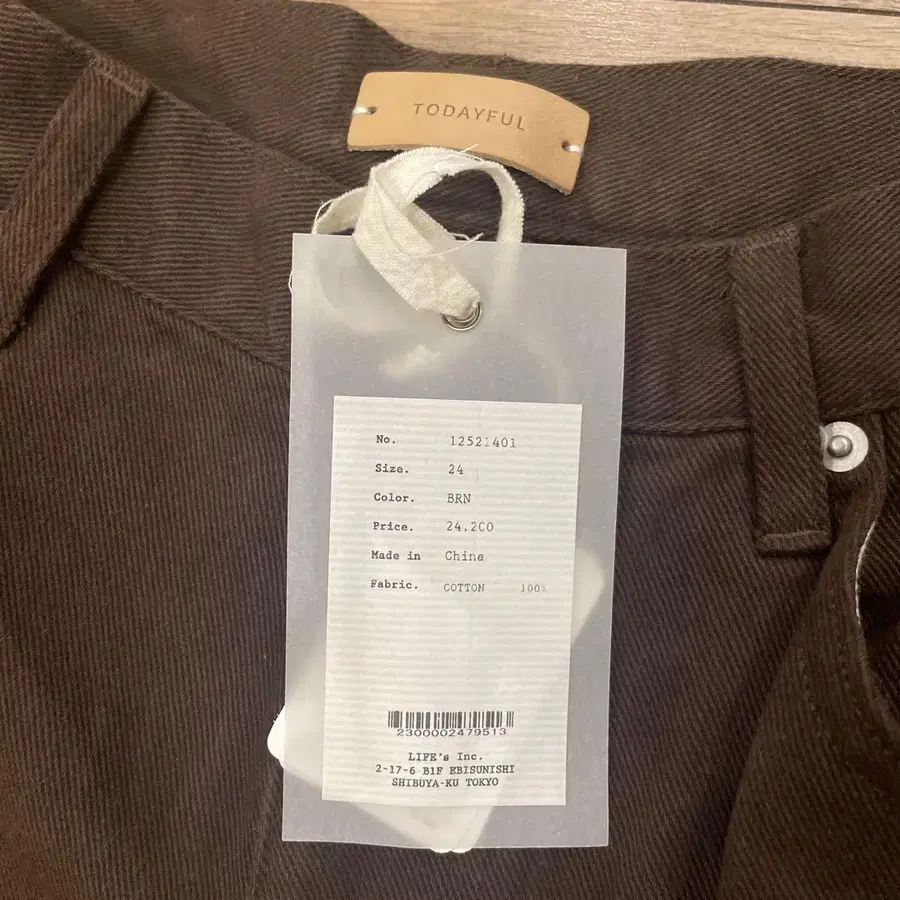 TODAYFUL
No. 12521401
Size. 24
Color. BRN
Price. 24,200
Made in China
Fabric. COTTON 100%
2300002479513
LIFE's Inc.
2-17-6 B1F EBISUNISHI
SHIBUYA-KU TOKYO